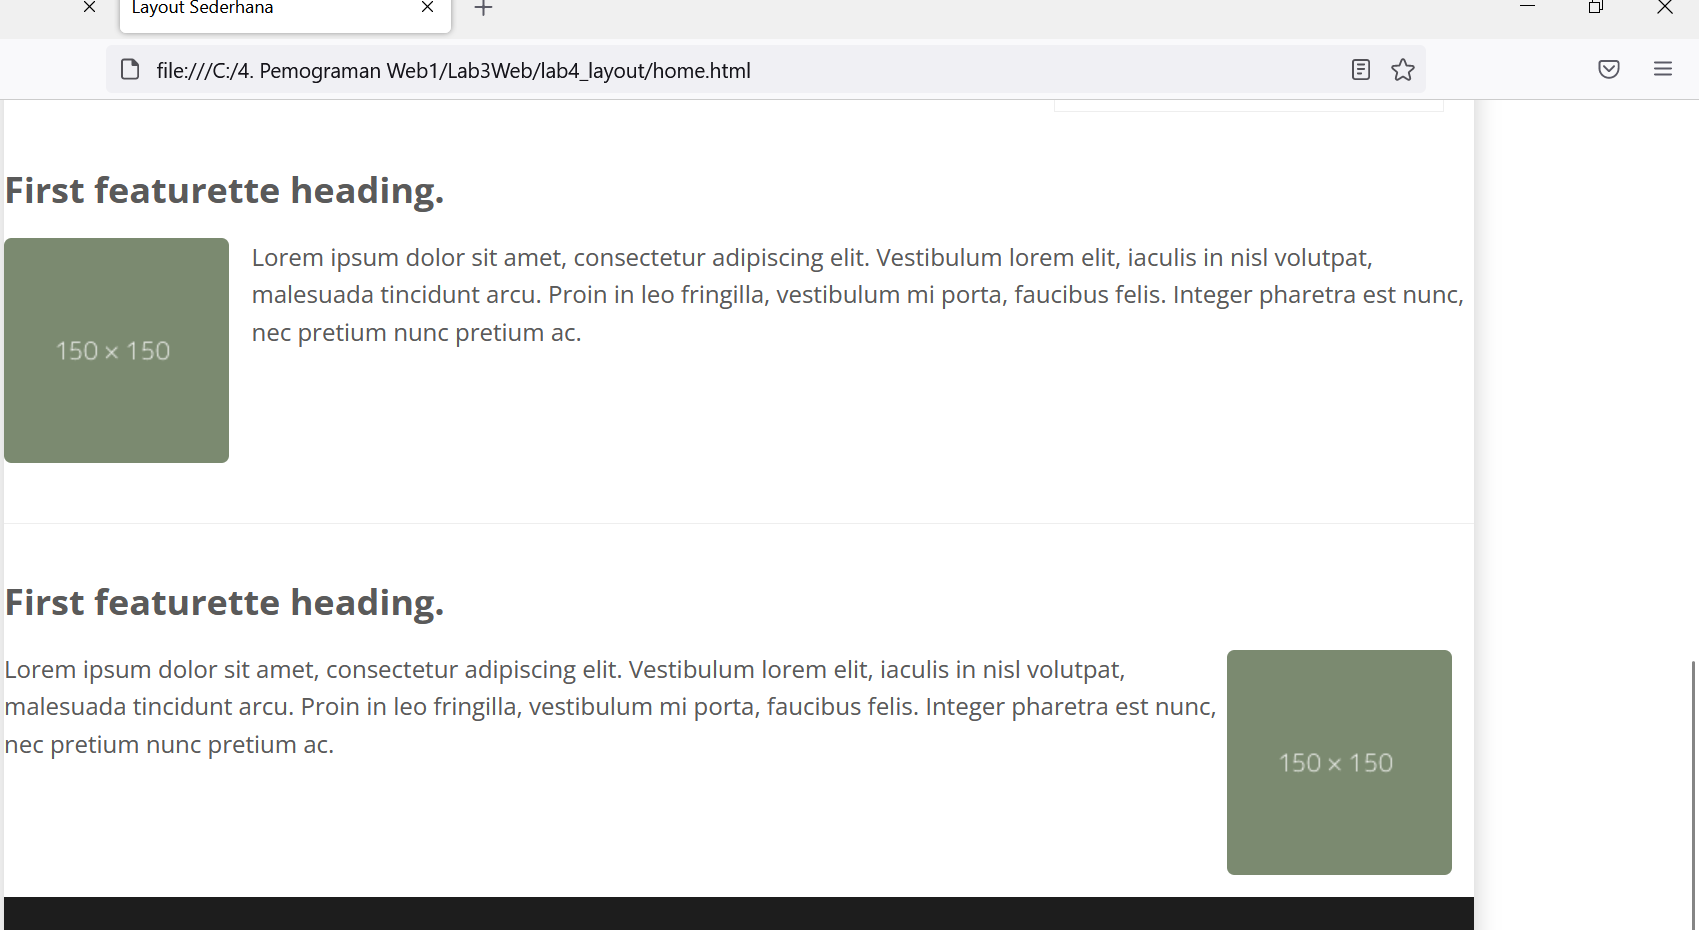 Layout Sederhana
file:///C:/4. Pemograman Web1/Lab3Web/lab4_layout/home.html
First featurette heading.
Lorem ipsum dolor sit amet, consectetur adipiscing elit. Vestibulum lorem elit, iaculis in nisl volutpat,
malesuada tincidunt arcu. Proin in leo fringilla, vestibulum mi porta, faucibus felis. Integer pharetra est nunc,
nec pretium nunc pretium ac.
150 × 150
First featurette heading.
Lorem ipsum dolor sit amet, consectetur adipiscing elit. Vestibulum lorem elit, iaculis in nisl volutpat,
malesuada tincidunt arcu. Proin in leo fringilla, vestibulum mi porta, faucibus felis. Integer pharetra est nunc,
nec pretium nunc pretium ac.
150 × 150